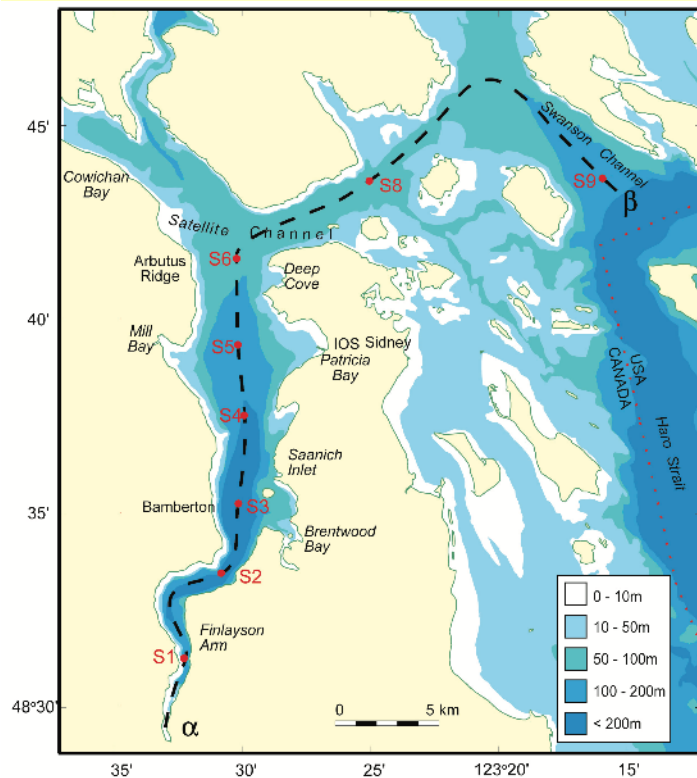 45'
Swanson Channel
Cowichan
Bay
S8
S9
β
Satellite Channel
S6
Arbutus
Ridge
Deep
Cove
40'
Mill
Bay
S5
IOS Sidney
Patricia
Bay
USA
CANADA
S4
Haro Strait
Saanich
Inlet
35'
Bamberton
S3
Brentwood
Bay
S2
0 - 10m
10 - 50m
50 - 100m
100 - 200m
< 200m
Finlayson
Arm
S1
48°30'
α
0 5 km
35' 30' 25' 123°20' 15'